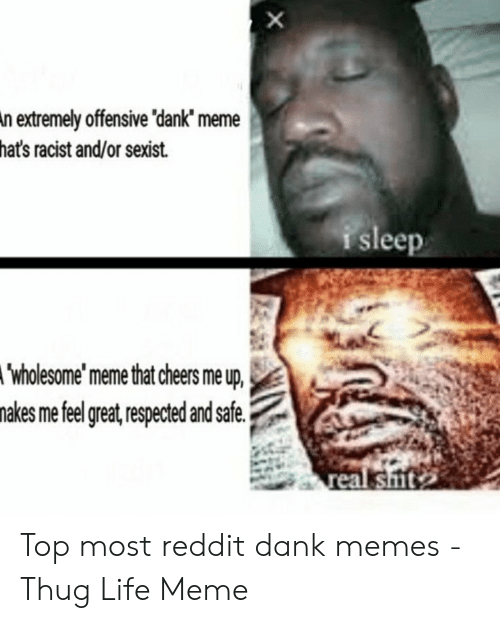 n extremely offensive "dank" meme
hat's racist and/or sexist.
i sleep
"wholesome" meme that cheers me up,
makes me feel great, respected and safe.
real shit?
Top most reddit dank memes -
Thug Life Meme